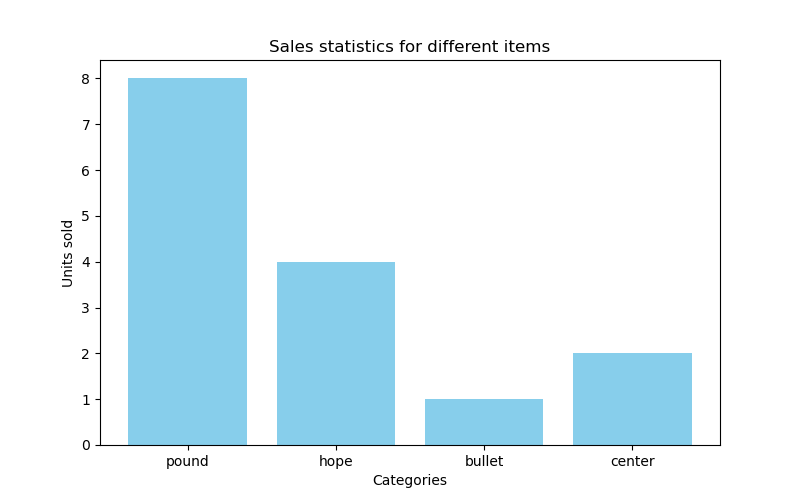 Sales statistics for different items
8
7
6
5
4
3
2
1
0
Units sold
pound hope bullet center
Categories